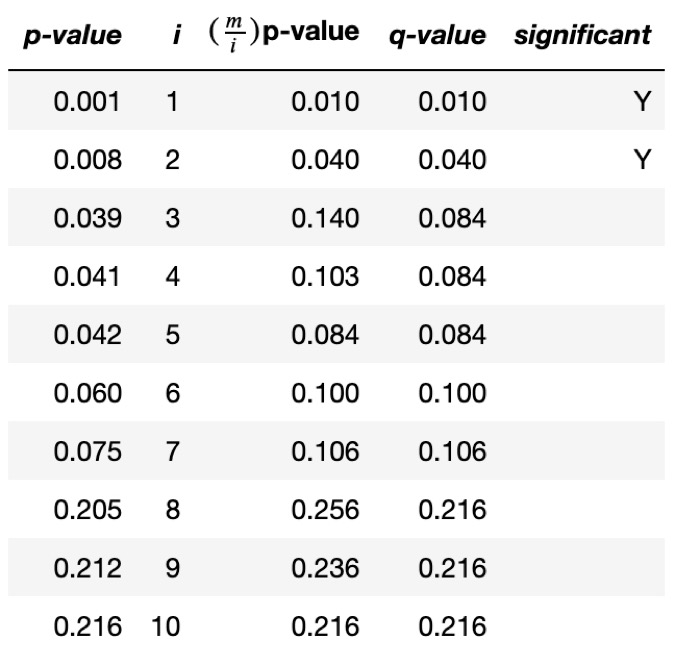 p-value i (m/i)p-value q-value significant
0.001 1 0.010 0.010 Y
0.008 2 0.040 0.040 Y
0.039 3 0.140 0.084
0.041 4 0.103 0.084
0.042 5 0.084 0.084
0.060 6 0.100 0.100
0.075 7 0.106 0.106
0.205 8 0.256 0.216
0.212 9 0.236 0.216
0.216 10 0.216 0.216